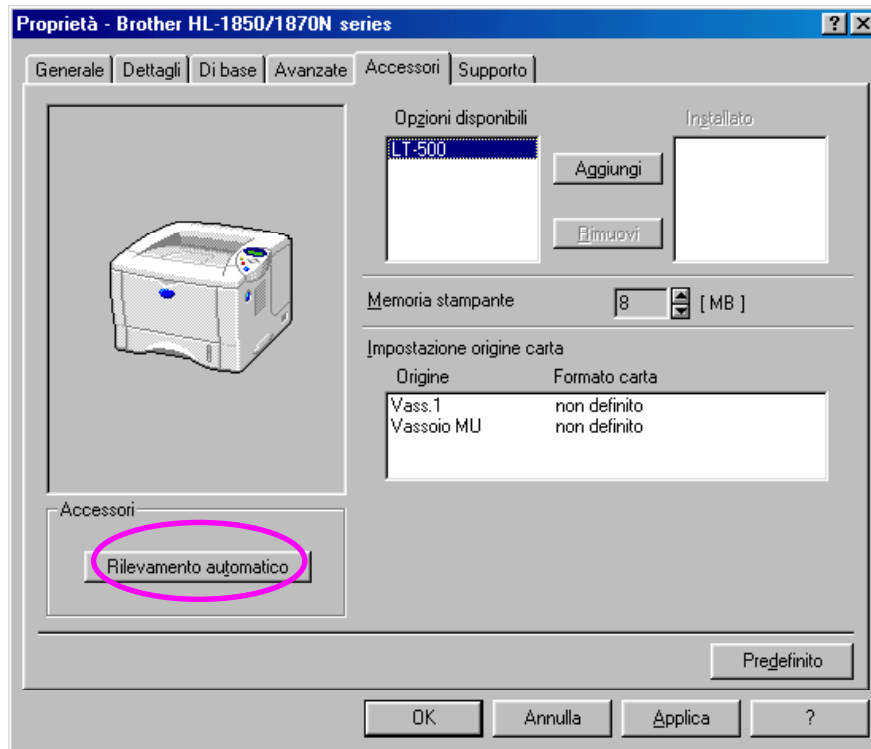 Proprietà - Brother HL-1850/1870N series
Generale Dettagli Di base Avanzate Accessori Supporto
Opzioni disponibili Installato
LT-500
Aggiungi
Rimuovi
Memoria stampante 8 [ MB ]
Impostazione origine carta
Origine Formato carta
Vass.1 non definito
Vassoio MU non definito
Accessori
Rilevamento automatico
Predefinito
OK Annulla Applica ?